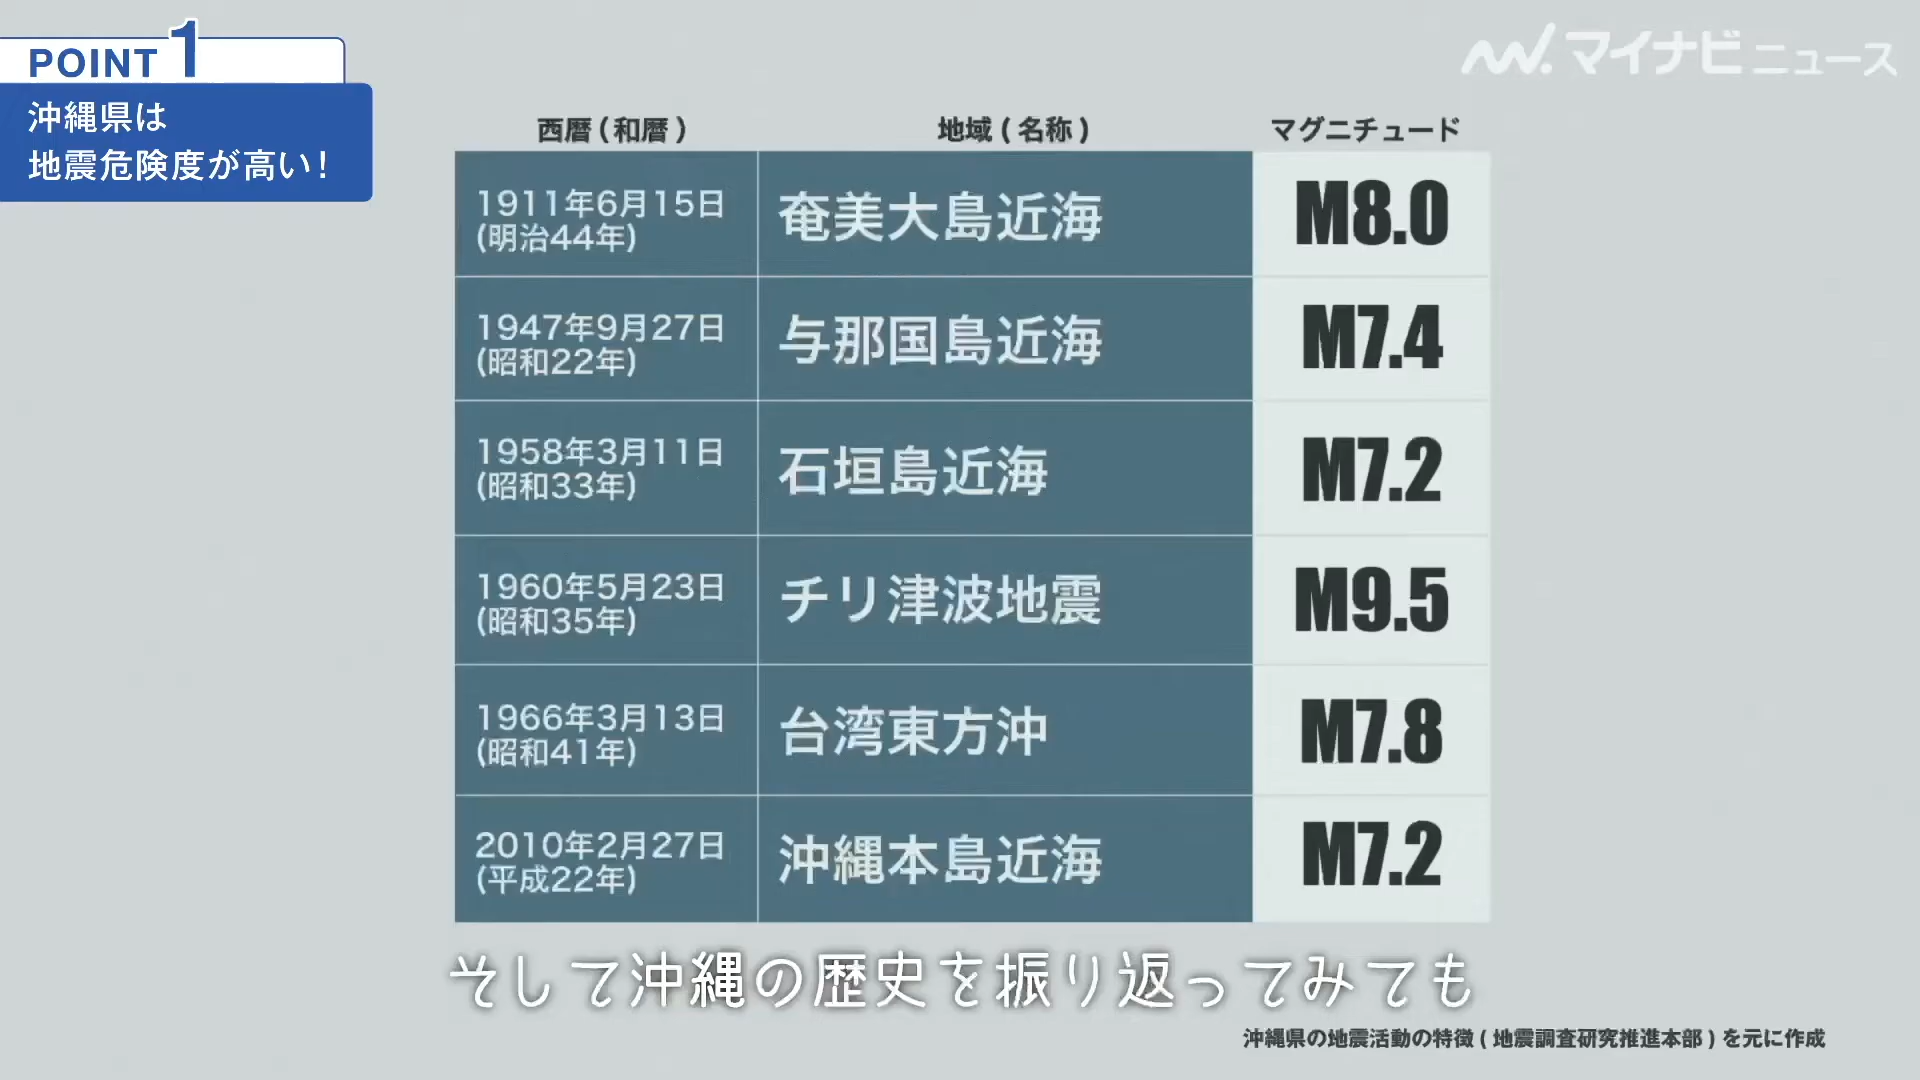 POINT 1
沖縄県は
地震危険度が高い！
マイナビニュース
西暦(和暦) 地域(名称) マグニチュード
1911年6月15日
(明治44年)
奄美大島近海
M8.0
1947年9月27日
(昭和22年)
与那国島近海
M7.4
1958年3月11日
(昭和33年)
石垣島近海
M7.2
1960年5月23日
(昭和35年)
チリ津波地震
M9.5
1966年3月13日
(昭和41年)
台湾東方沖
M7.8
2010年2月27日
(平成22年)
沖縄本島近海
M7.2
そして沖縄の歴史を振り返ってみても
沖縄県の地震活動の特徴(地震調査研究推進本部)を元に作成